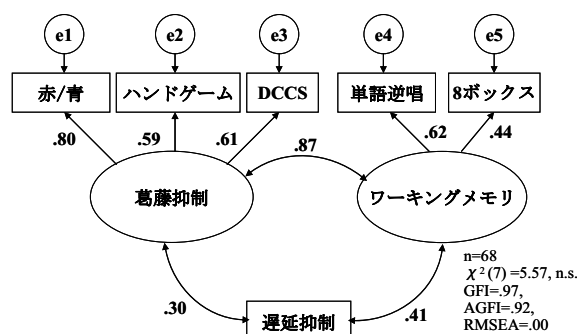 e1 e2 e3 e4 e5
赤/青 ハンドゲーム DCCS 単語逆唱 8ボックス
.80 .59 .61 .62 .44
.87
葛藤抑制 ワーキングメモリ
n=68
χ²(7)=5.57, n.s.
GFI=.97,
AGFI=.92,
RMSEA=.00
.30 .41
遅延抑制